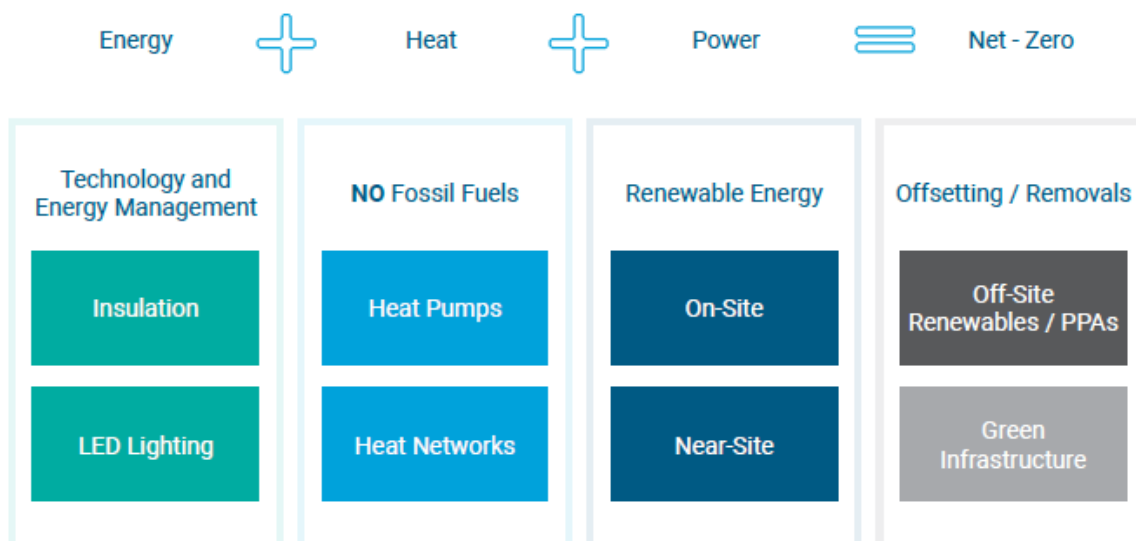 Energy
Heat
Power
Net - Zero
Technology and
Energy Management
Insulation
LED Lighting
NO Fossil Fuels
Heat Pumps
Heat Networks
Renewable Energy
On-Site
Near-Site
Offsetting / Removals
Off-Site
Renewables / PPAs
Green
Infrastructure